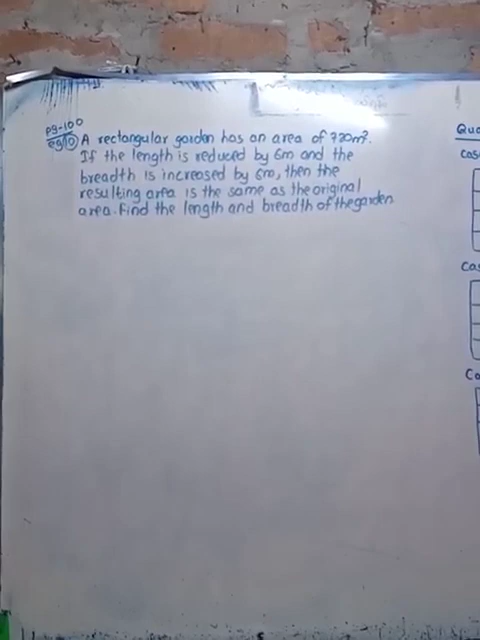 Pg-100
eg 10 A rectangular garden has an area of 720m².
If the length is reduced by 6m and the
breadth is increased by 6m, then the
resulting area is the same as the original
area. Find the length and breadth of the garden